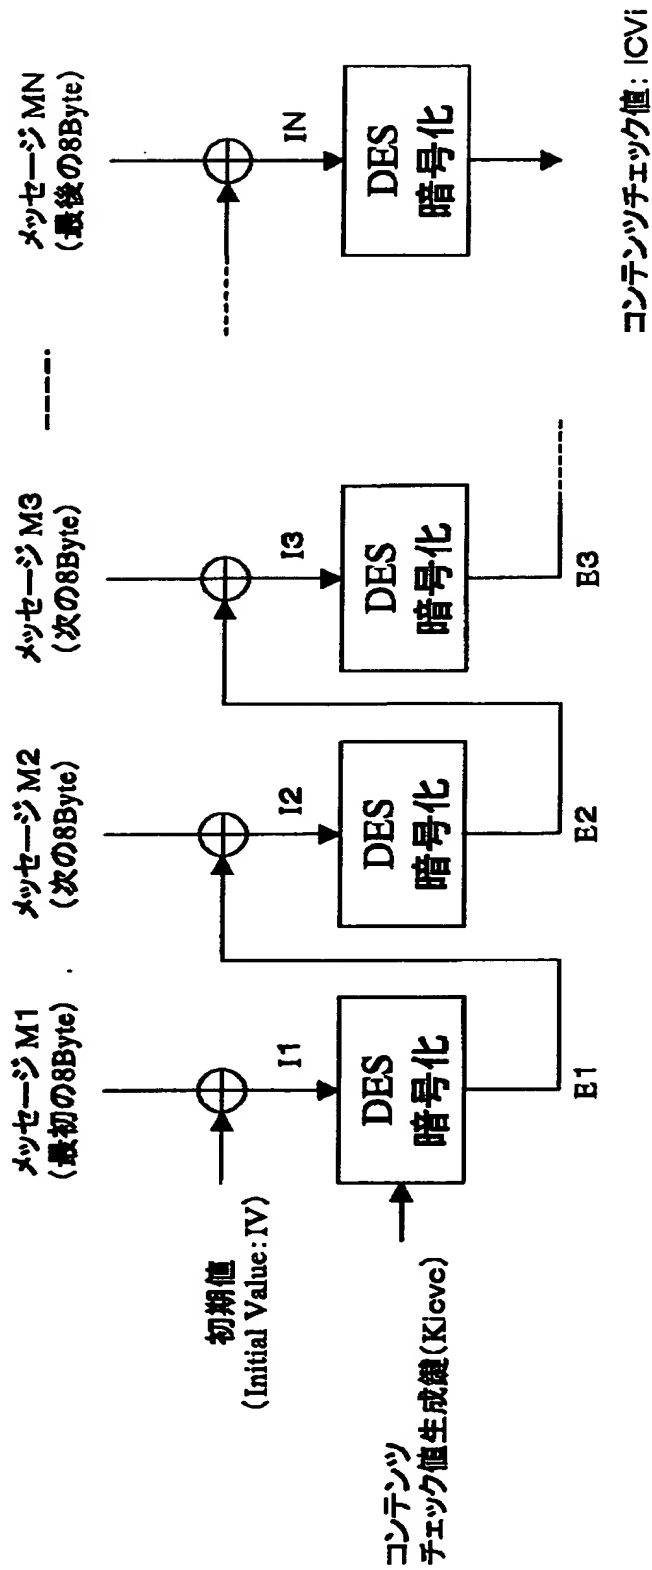 メッセージ M1
(最初の8Byte)
メッセージ M2
(次の8Byte)
メッセージ M3
(次の8Byte)
メッセージ MN
(最後の8Byte)
初期値
(Initial Value: IV)
I1
I2
I3
IN
コンテンツ
チェック値生成鍵(Kicvc)
DES
暗号化
DES
暗号化
DES
暗号化
DES
暗号化
E1
E2
E3
コンテンツチェック値: ICVi